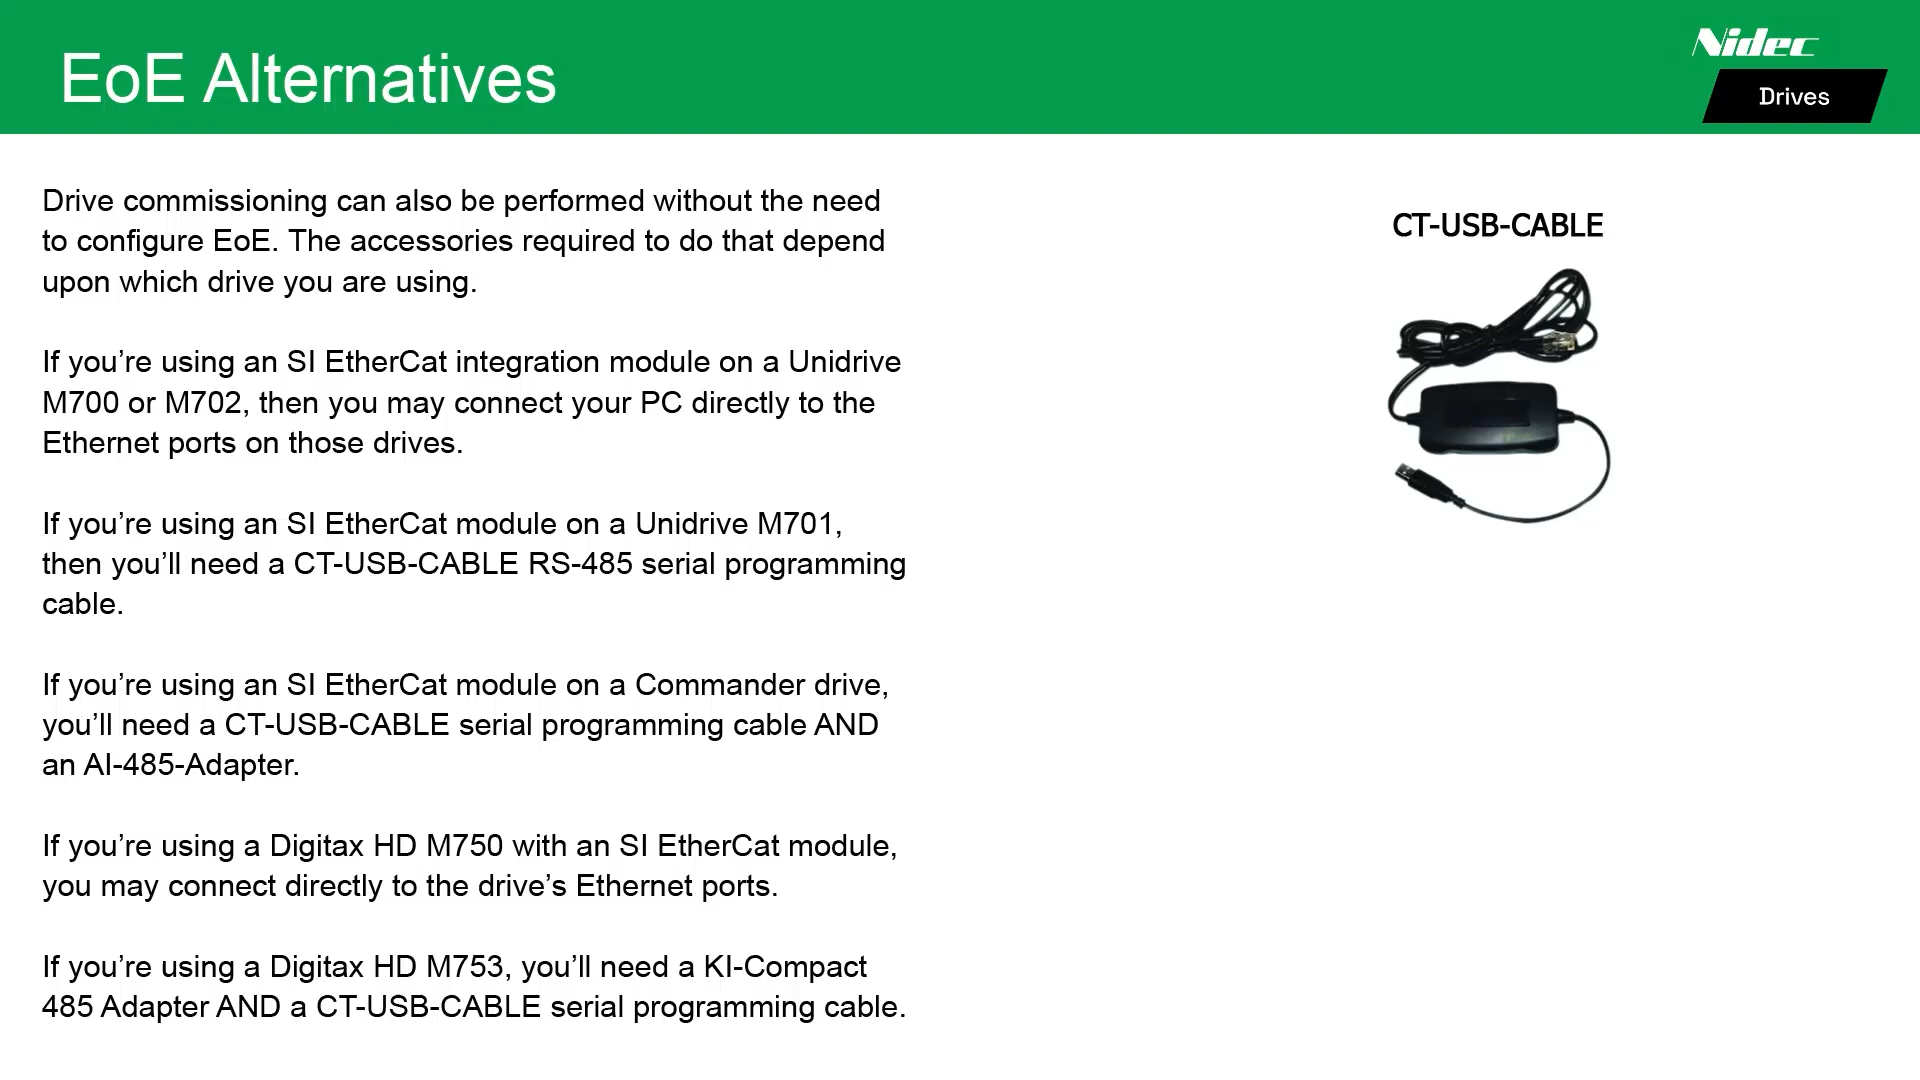 EoE Alternatives
Nidec
Drives
Drive commissioning can also be performed without the need
to configure EoE. The accessories required to do that depend
upon which drive you are using.
If you’re using an SI EtherCat integration module on a Unidrive
M700 or M702, then you may connect your PC directly to the
Ethernet ports on those drives.
If you’re using an SI EtherCat module on a Unidrive M701,
then you’ll need a CT-USB-CABLE RS-485 serial programming
cable.
If you’re using an SI EtherCat module on a Commander drive,
you’ll need a CT-USB-CABLE serial programming cable AND
an AI-485-Adapter.
If you’re using a Digitax HD M750 with an SI EtherCat module,
you may connect directly to the drive’s Ethernet ports.
If you’re using a Digitax HD M753, you’ll need a KI-Compact
485 Adapter AND a CT-USB-CABLE serial programming cable.
CT-USB-CABLE